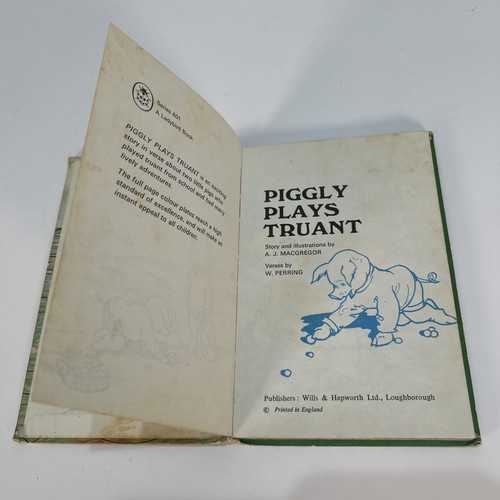 Series 401
A Ladybird Book
PIGGLY PLAYS TRUANT is an exciting
story in verse about two little pigs who
played truant from school and had many
lively adventures.
The full page colour plates reach a high
standard of excellence, and will make an
instant appeal to all children.
PIGGLY
PLAYS
TRUANT
Story and illustrations by
A. J. MACGREGOR
Verses by
W. PERRING
Publishers: Wills & Hepworth Ltd., Loughborough
© Printed in England